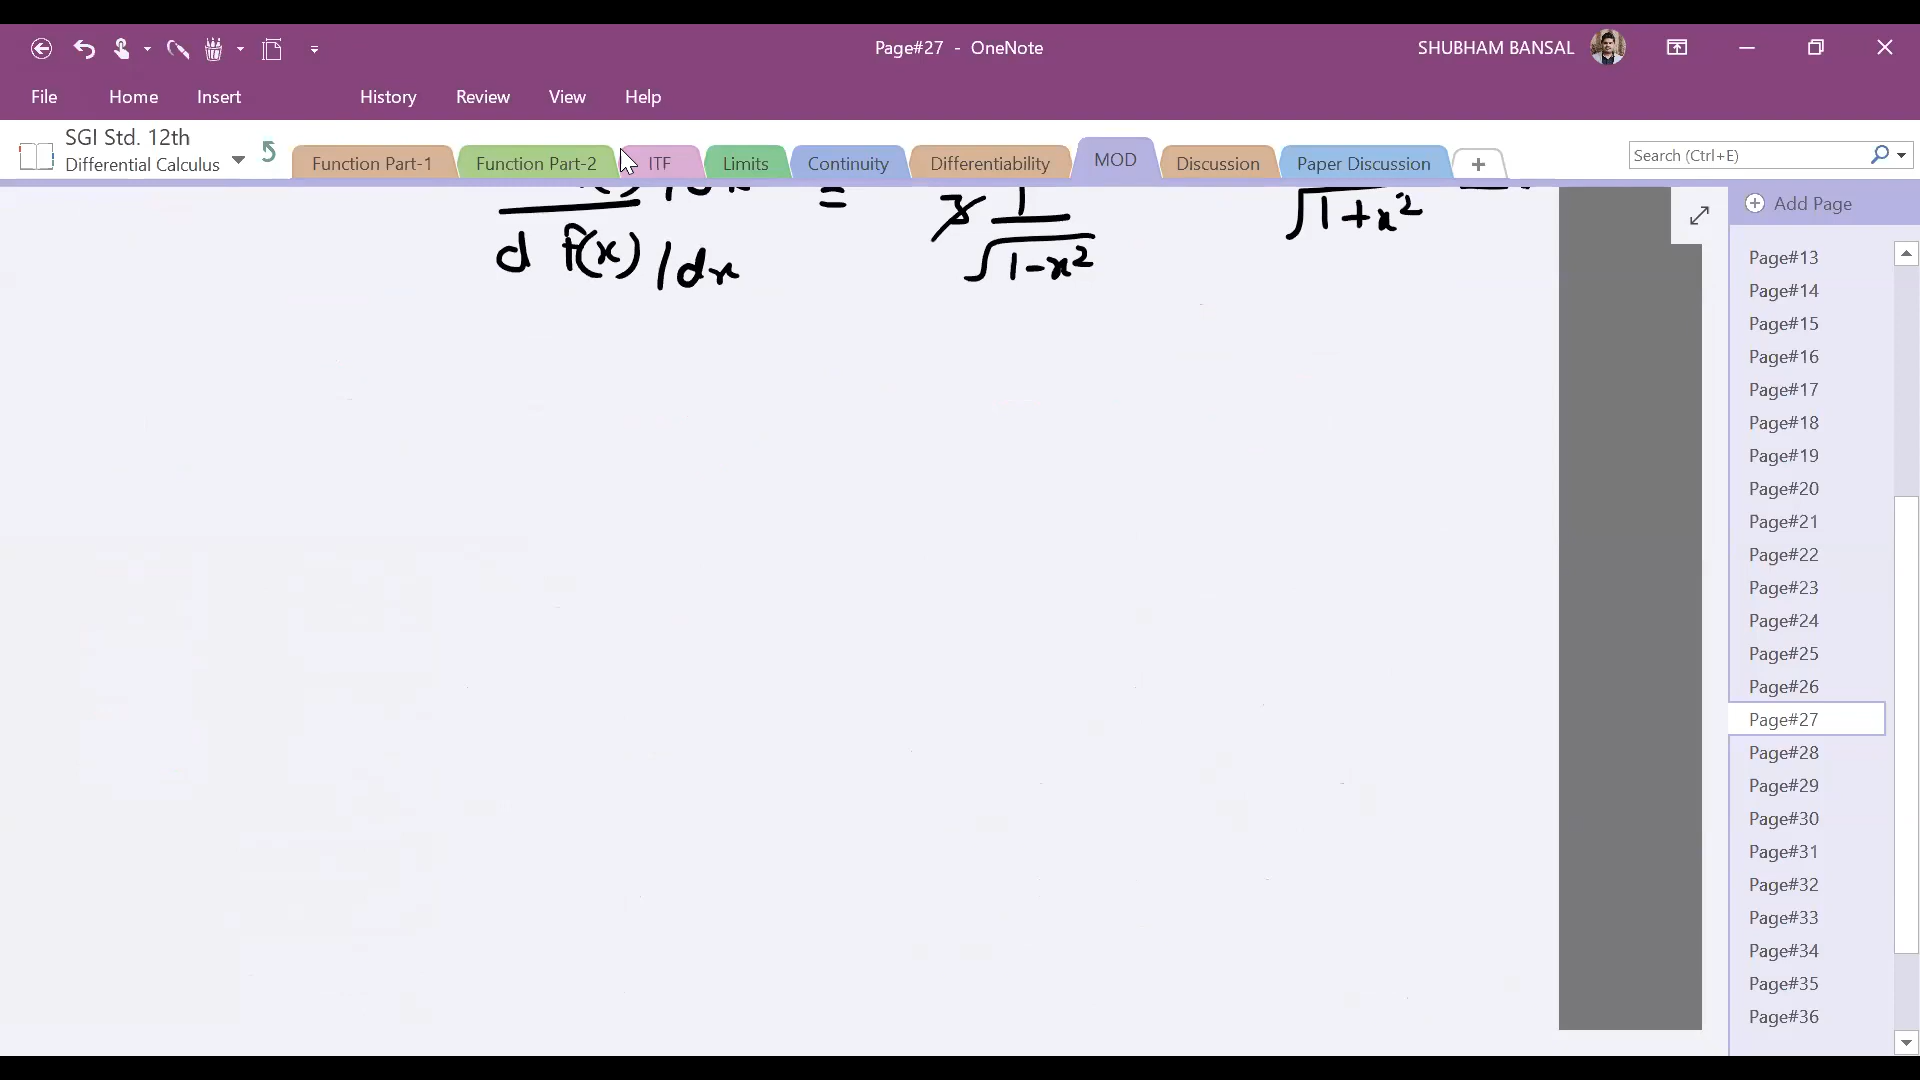 Page#27 - OneNote
SHUBHAM BANSAL
File Home Insert History Review View Help
SGI Std. 12th
Differential Calculus
Function Part-1 Function Part-2 ITF Limits Continuity Differentiability MOD Discussion Paper Discussion +
Search (Ctrl+E)
Add Page
=
d f(x) /dx
3 1
√1-x²
√1+x²
Page#13
Page#14
Page#15
Page#16
Page#17
Page#18
Page#19
Page#20
Page#21
Page#22
Page#23
Page#24
Page#25
Page#26
Page#27
Page#28
Page#29
Page#30
Page#31
Page#32
Page#33
Page#34
Page#35
Page#36